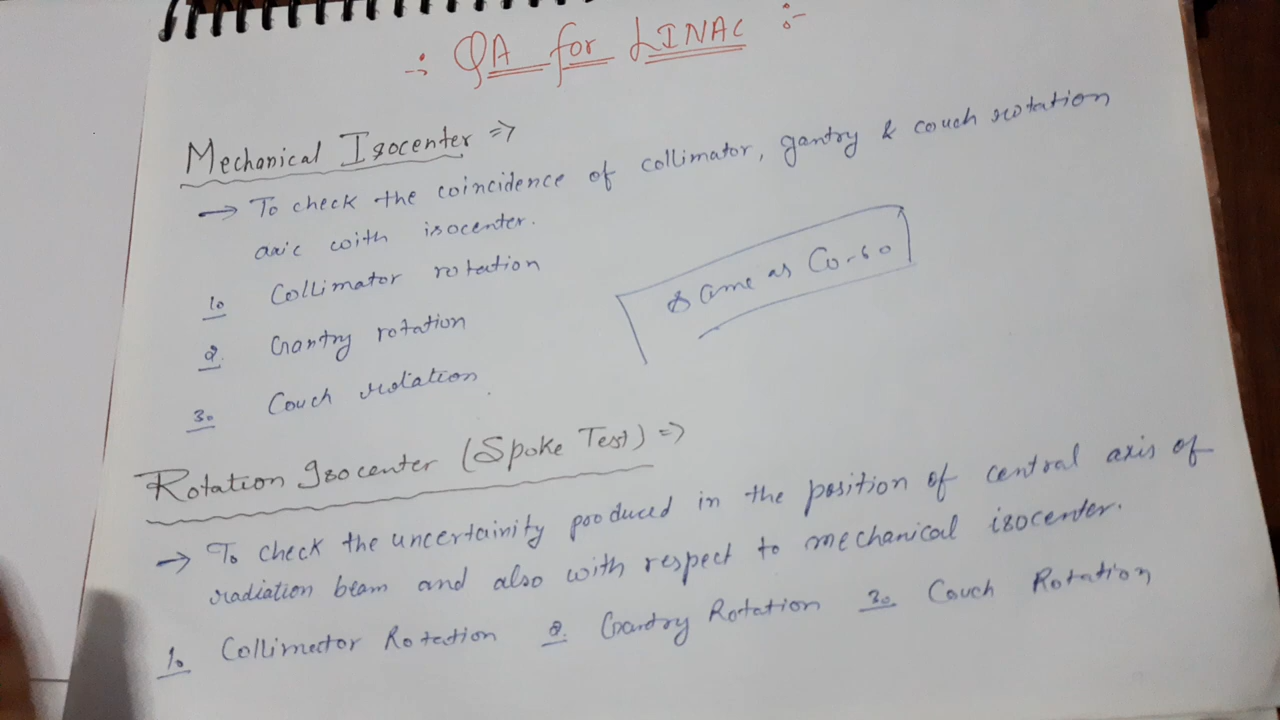 :- QA for LINAC :-
Mechanical Isocenter =>
→ To check the coincidence of collimator, gantry & couch rotation
axis with isocenter.
1. Collimator rotation
2. Gantry rotation
3. Couch rotation
Same as Co-60
Rotation Isocenter (Spoke Test) =>
→ To check the uncertainity produced in the position of central axis of
radiation beam and also with respect to mechanical isocenter.
1. Collimator Rotation 2. Gantry Rotation 3. Couch Rotation